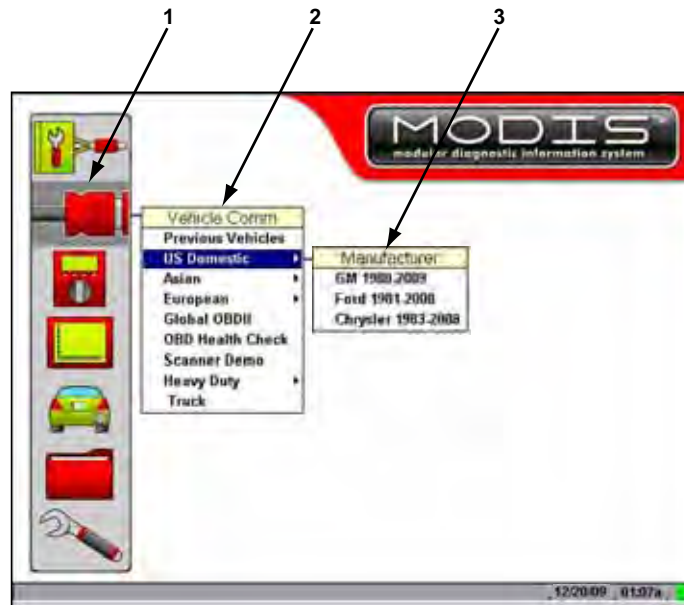 1 2 3
MODIS
modular diagnostic information system
Vehicle Comm
Previous Vehicles
US Domestic
Asian
European
Global OBDII
OBD Health Check
Scanner Demo
Heavy Duty
Truck
Manufacturer
GM 1980-2009
Ford 1981-2008
Chrysler 1983-2008
12/20/09 01:07a